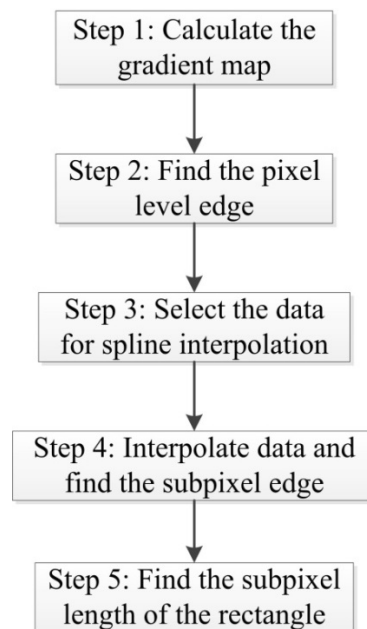 Step 1: Calculate the
gradient map
Step 2: Find the pixel
level edge
Step 3: Select the data
for spline interpolation
Step 4: Interpolate data and
find the subpixel edge
Step 5: Find the subpixel
length of the rectangle